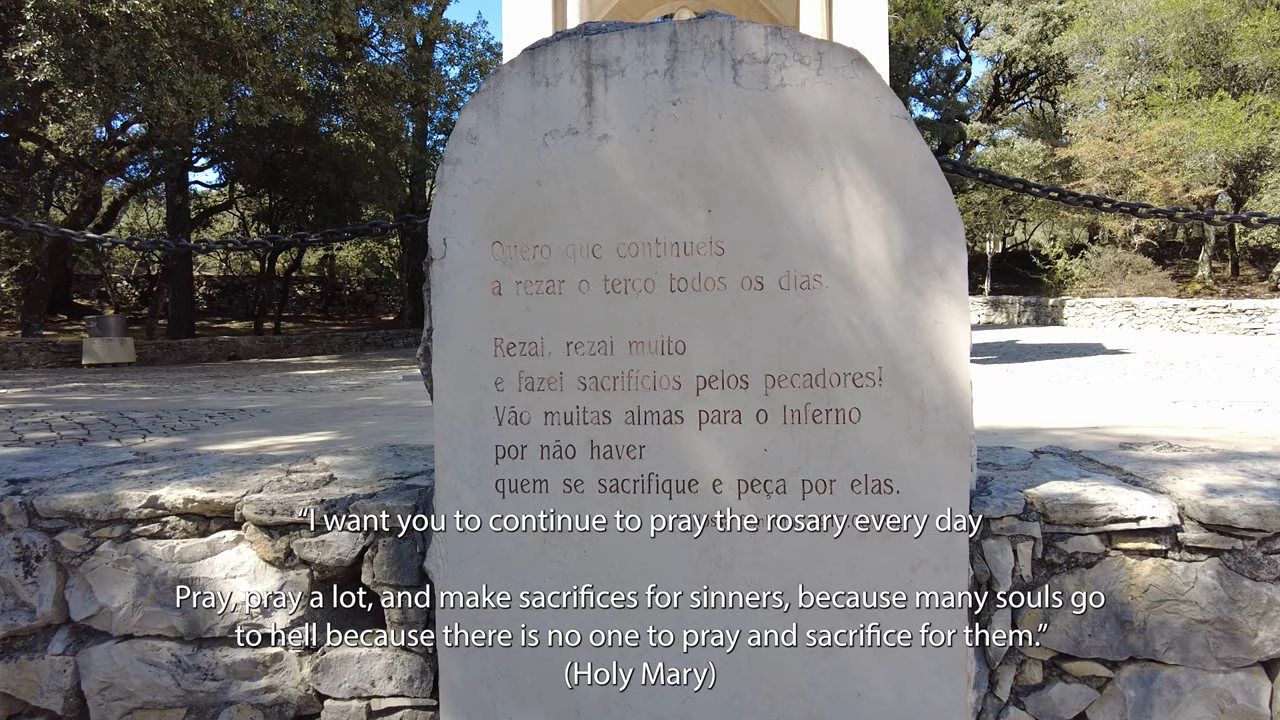 Quero que continueis
a rezar o terço todos os dias.
Rezai, rezai muito
e fazei sacrifícios pelos pecadores!
Vão muitas almas para o Inferno
por não haver
quem se sacrifique e peça por elas.
“I want you to continue to pray the rosary every day
Pray, pray a lot, and make sacrifices for sinners, because many souls go
to hell because there is no one to pray and sacrifice for them.”
(Holy Mary)